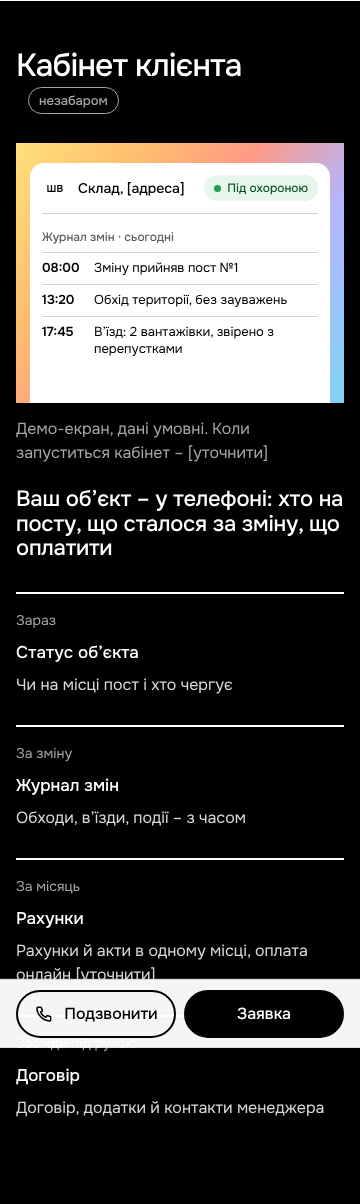 Кабінет клієнта
незабаром
ШВ Склад, [адреса] Під охороною
Журнал змін · сьогодні
08:00 Зміну прийняв пост №1
13:20 Обхід території, без зауважень
17:45 В’їзд: 2 вантажівки, звірено з
перепустками
Демо-екран, дані умовні. Коли
запуститься кабінет – [уточнити]
Ваш об’єкт – у телефоні: хто на
посту, що сталося за зміну, що
оплатити
Зараз
Статус об’єкта
Чи на місці пост і хто чергує
За зміну
Журнал змін
Обходи, в’їзди, події – з часом
За місяць
Рахунки
Рахунки й акти в одному місці, оплата
онлайн [уточнити]
Подзвонити Заявка
Договір
Договір, додатки й контакти менеджера